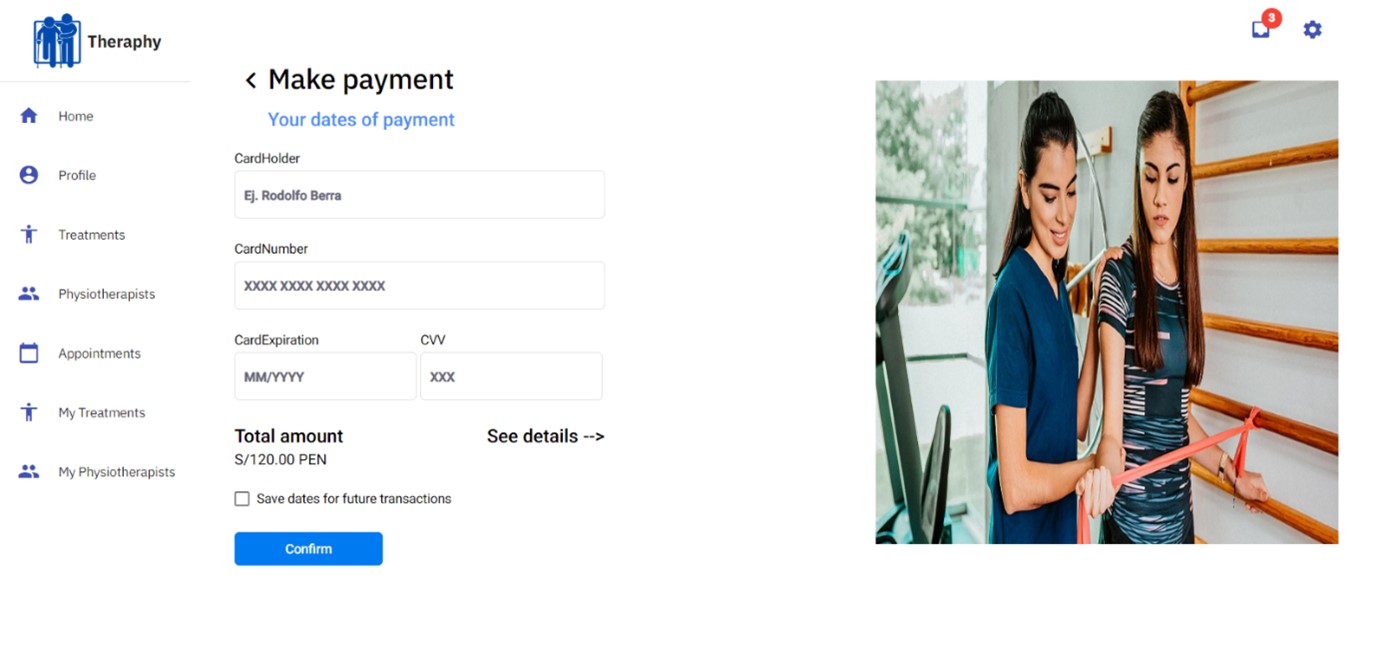 Theraphy
3
Home
Profile
Treatments
Physiotherapists
Appointments
My Treatments
My Physiotherapists
Make payment
Your dates of payment
CardHolder
Ej. Rodolfo Berra
CardNumber
XXXX XXXX XXXX XXXX
CardExpiration CVV
MM/YYYY XXX
Total amount See details -->
S/120.00 PEN
Save dates for future transactions
Confirm